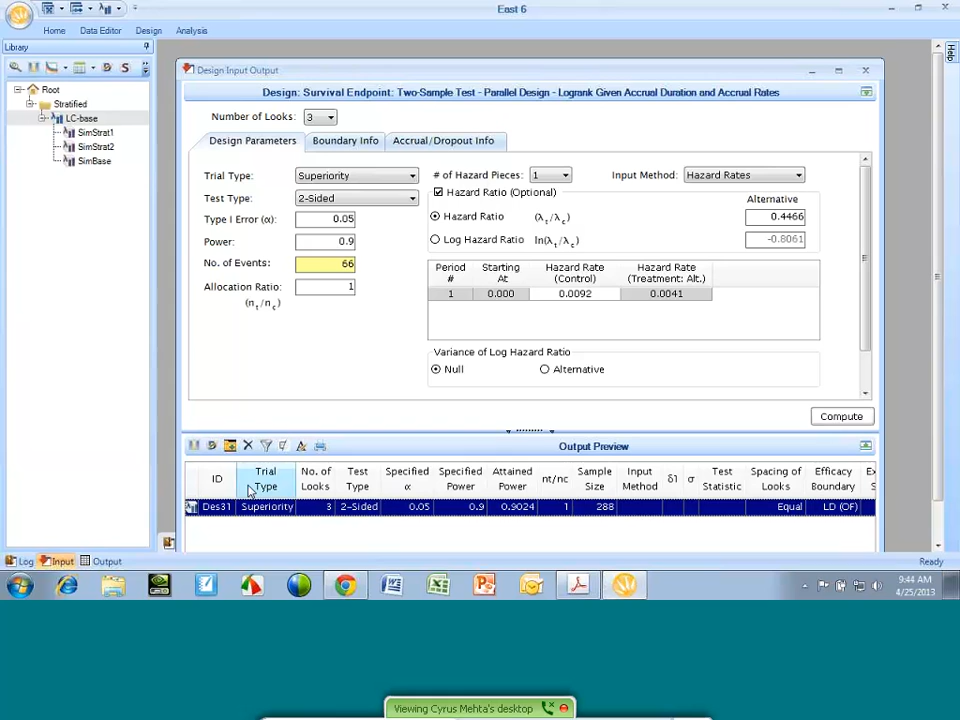 East 6
Home Data Editor Design Analysis
Library
Root
Stratified
LC-base
SimStrat1
SimStrat2
SimBase
Design Input Output
Design: Survival Endpoint: Two-Sample Test - Parallel Design - Logrank Given Accrual Duration and Accrual Rates
Number of Looks: 3
Design Parameters Boundary Info Accrual/Dropout Info
Trial Type: Superiority
Test Type: 2-Sided
Type I Error (α): 0.05
Power: 0.9
No. of Events: 66
Allocation Ratio: 1
(nt/nc)
# of Hazard Pieces: 1 Input Method: Hazard Rates
Hazard Ratio (Optional)
Alternative
Hazard Ratio (λt/λc) 0.4466
Log Hazard Ratio ln(λt/λc) -0.8061
Period # Starting At Hazard Rate (Control) Hazard Rate (Treatment: Alt.)
1 0.000 0.0092 0.0041
Variance of Log Hazard Ratio
Null Alternative
Compute
Output Preview
ID Trial Type No. of Looks Test Type Specified α Specified Power Attained Power nt/nc Sample Size Input Method δ1 σ Test Statistic Spacing of Looks Efficacy Boundary
Des31 Superiority 3 2-Sided 0.05 0.9 0.9024 1 288 Equal LD (OF)
Log Input Output Ready
9:44 AM
4/25/2013
Viewing Cyrus Mehta's desktop
Help